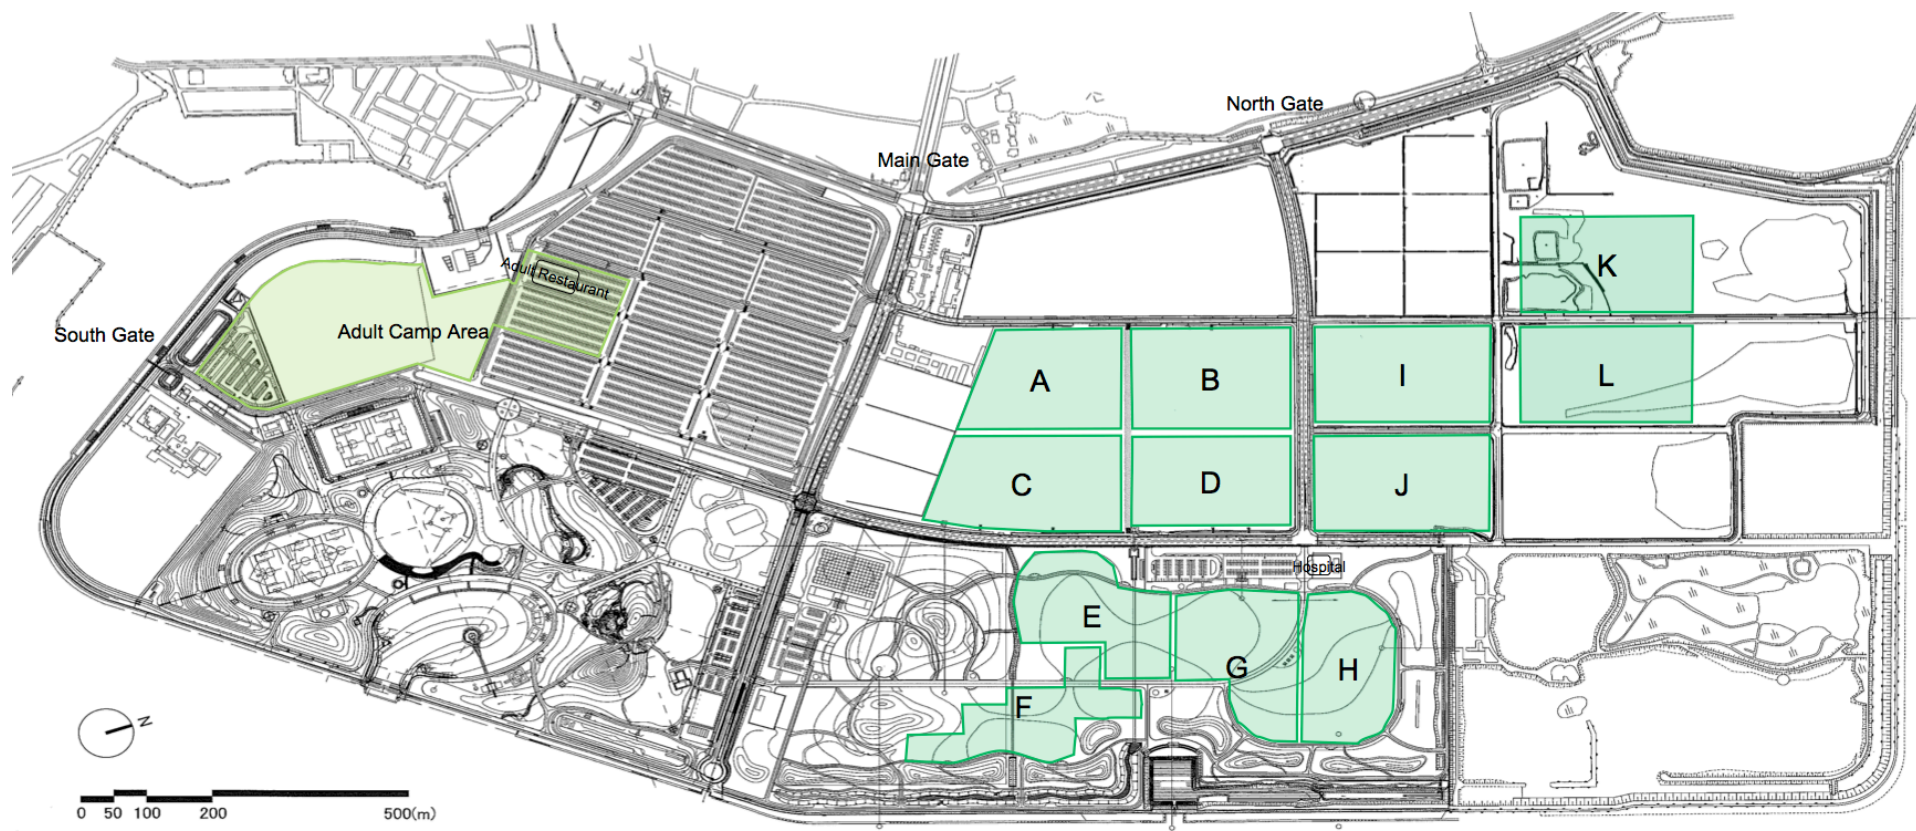 North Gate
Main Gate
South Gate
Adult Restaurant
Adult Camp Area
K
A
B
I
L
C
D
J
Hospital
E
G
H
F
N
0 50 100 200 500(m)